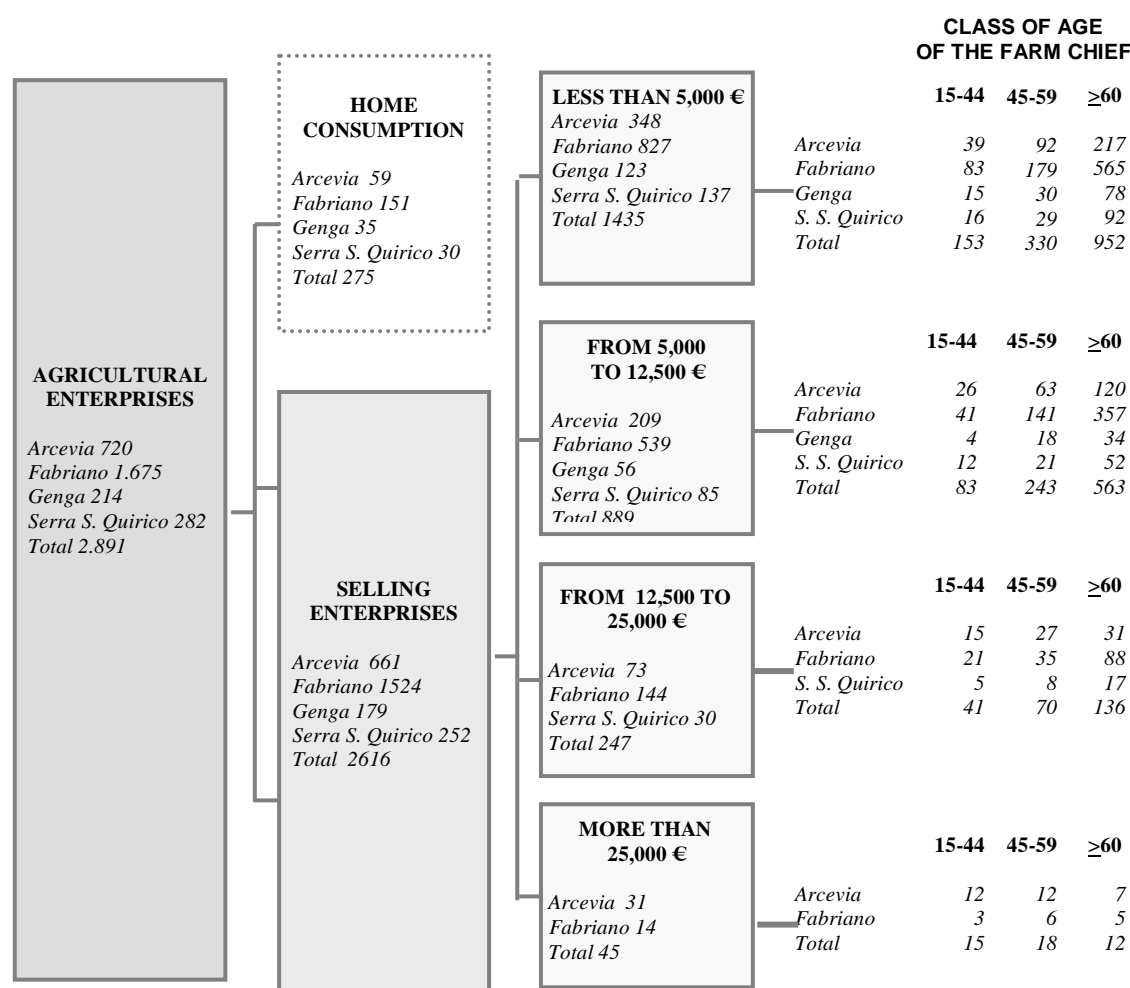 CLASS OF AGE
OF THE FARM CHIEF
AGRICULTURAL
ENTERPRISES
Arcevia 720
Fabriano 1.675
Genga 214
Serra S. Quirico 282
Total 2.891
HOME
CONSUMPTION
Arcevia 59
Fabriano 151
Genga 35
Serra S. Quirico 30
Total 275
SELLING
ENTERPRISES
Arcevia 661
Fabriano 1524
Genga 179
Serra S. Quirico 252
Total 2616
LESS THAN 5,000 €
Arcevia 348
Fabriano 827
Genga 123
Serra S. Quirico 137
Total 1435
15-44 45-59 ≥60
Arcevia 39 92 217
Fabriano 83 179 565
Genga 15 30 78
S. S. Quirico 16 29 92
Total 153 330 952
FROM 5,000
TO 12,500 €
Arcevia 209
Fabriano 539
Genga 56
Serra S. Quirico 85
Total 889
15-44 45-59 ≥60
Arcevia 26 63 120
Fabriano 41 141 357
Genga 4 18 34
S. S. Quirico 12 21 52
Total 83 243 563
FROM 12,500 TO
25,000 €
Arcevia 73
Fabriano 144
Serra S. Quirico 30
Total 247
15-44 45-59 ≥60
Arcevia 15 27 31
Fabriano 21 35 88
S. S. Quirico 5 8 17
Total 41 70 136
MORE THAN
25,000 €
Arcevia 31
Fabriano 14
Total 45
15-44 45-59 ≥60
Arcevia 12 12 7
Fabriano 3 6 5
Total 15 18 12